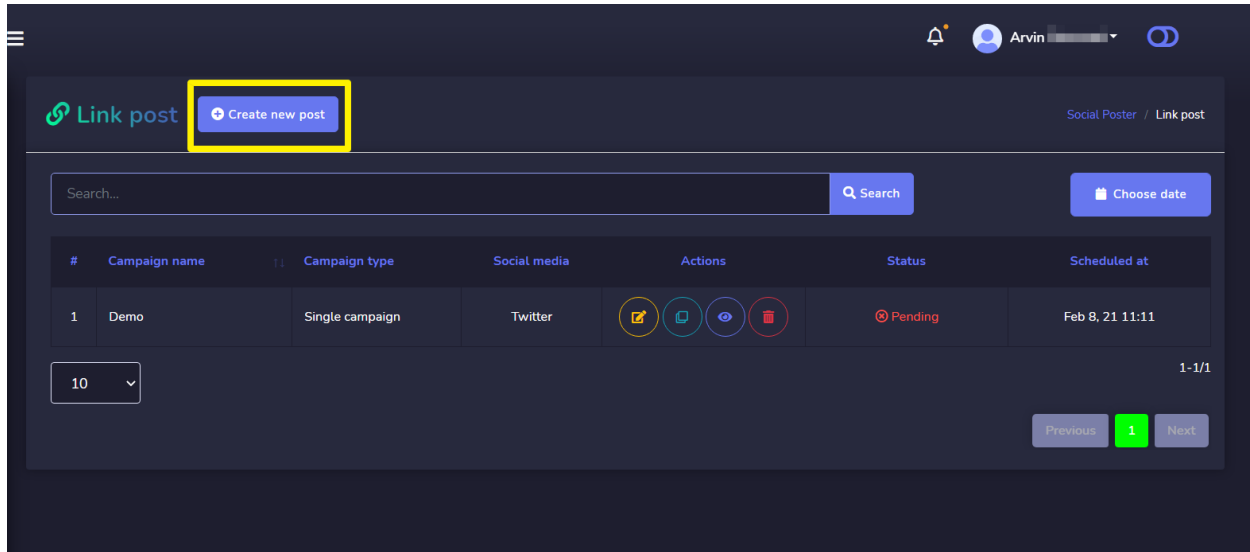 Arvin
Link post
Create new post
Social Poster / Link post
Search...
Search
Choose date
# Campaign name ↑↓ Campaign type Social media Actions Status Scheduled at
1 Demo Single campaign Twitter Pending Feb 8, 21 11:11
10
1-1/1
Previous 1 Next